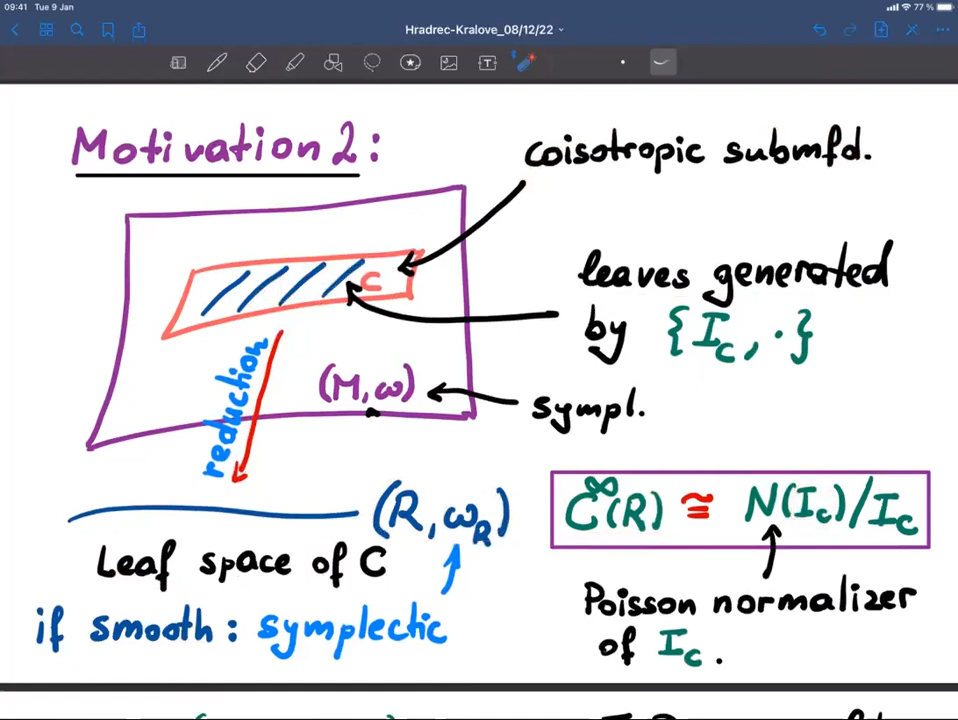 09:41 Tue 9 Jan
77 %
Hradrec-Kralove_08/12/22
Motivation 2:
coisotropic submfd.
C
leaves generated
by {I_C, ·}
reduction
(M, ω)
sympl.
(R, ω_R)
C^∞(R) ≅ N(I_C)/I_C
Leaf space of C
Poisson normalizer
of I_C.
if smooth: symplectic